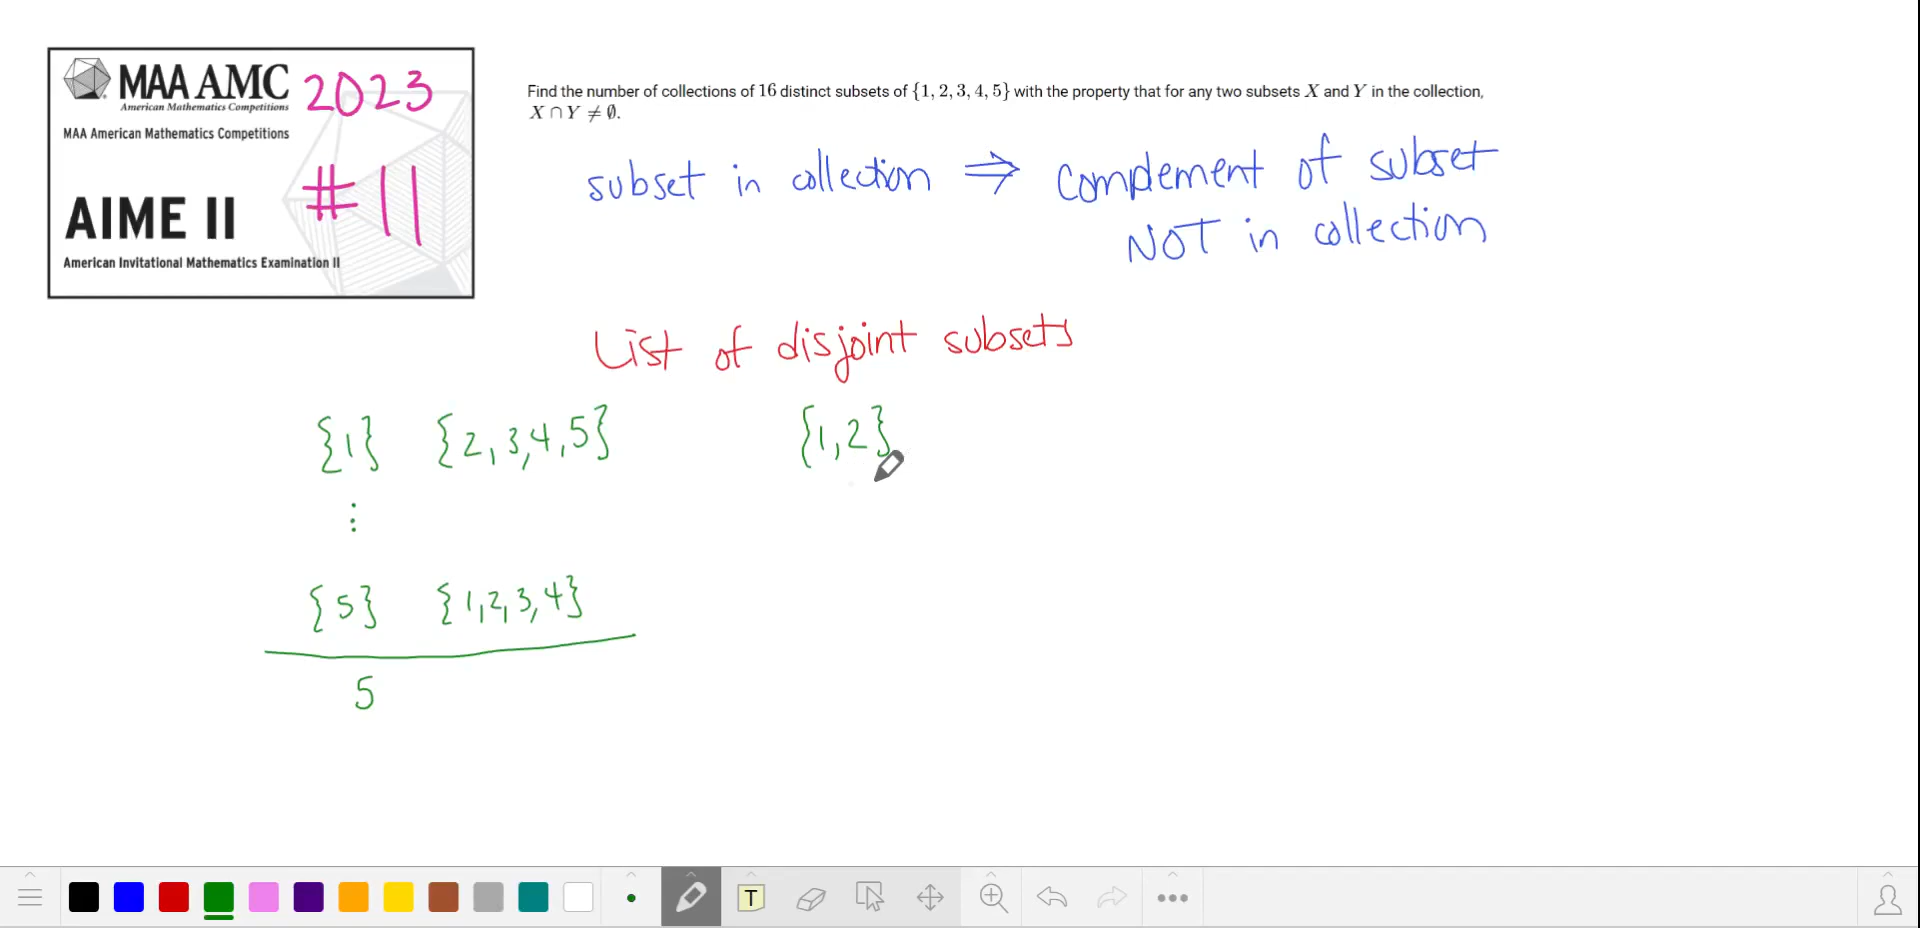 MAA AMC
American Mathematics Competitions
MAA American Mathematics Competitions
AIME II
American Invitational Mathematics Examination II
2023
#11
Find the number of collections of 16 distinct subsets of {1, 2, 3, 4, 5} with the property that for any two subsets X and Y in the collection,
X ∩ Y ≠ ∅.
subset in collection ⇒ complement of subset
NOT in collection
List of disjoint subsets
{1} {2,3,4,5} {1,2}
⋮
{5} {1,2,3,4}
5
T